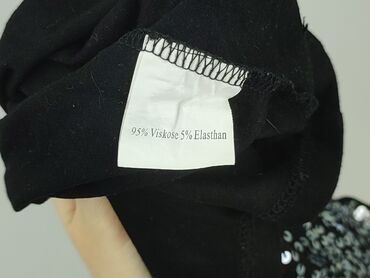 95% Viskose 5% Elasthan